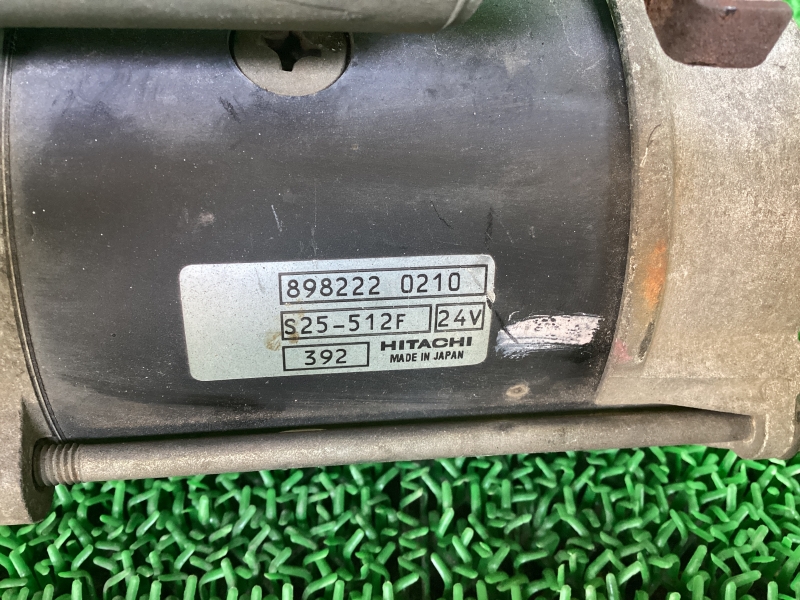 898222 0210
S25-512F 24V
392 HITACHI
MADE IN JAPAN